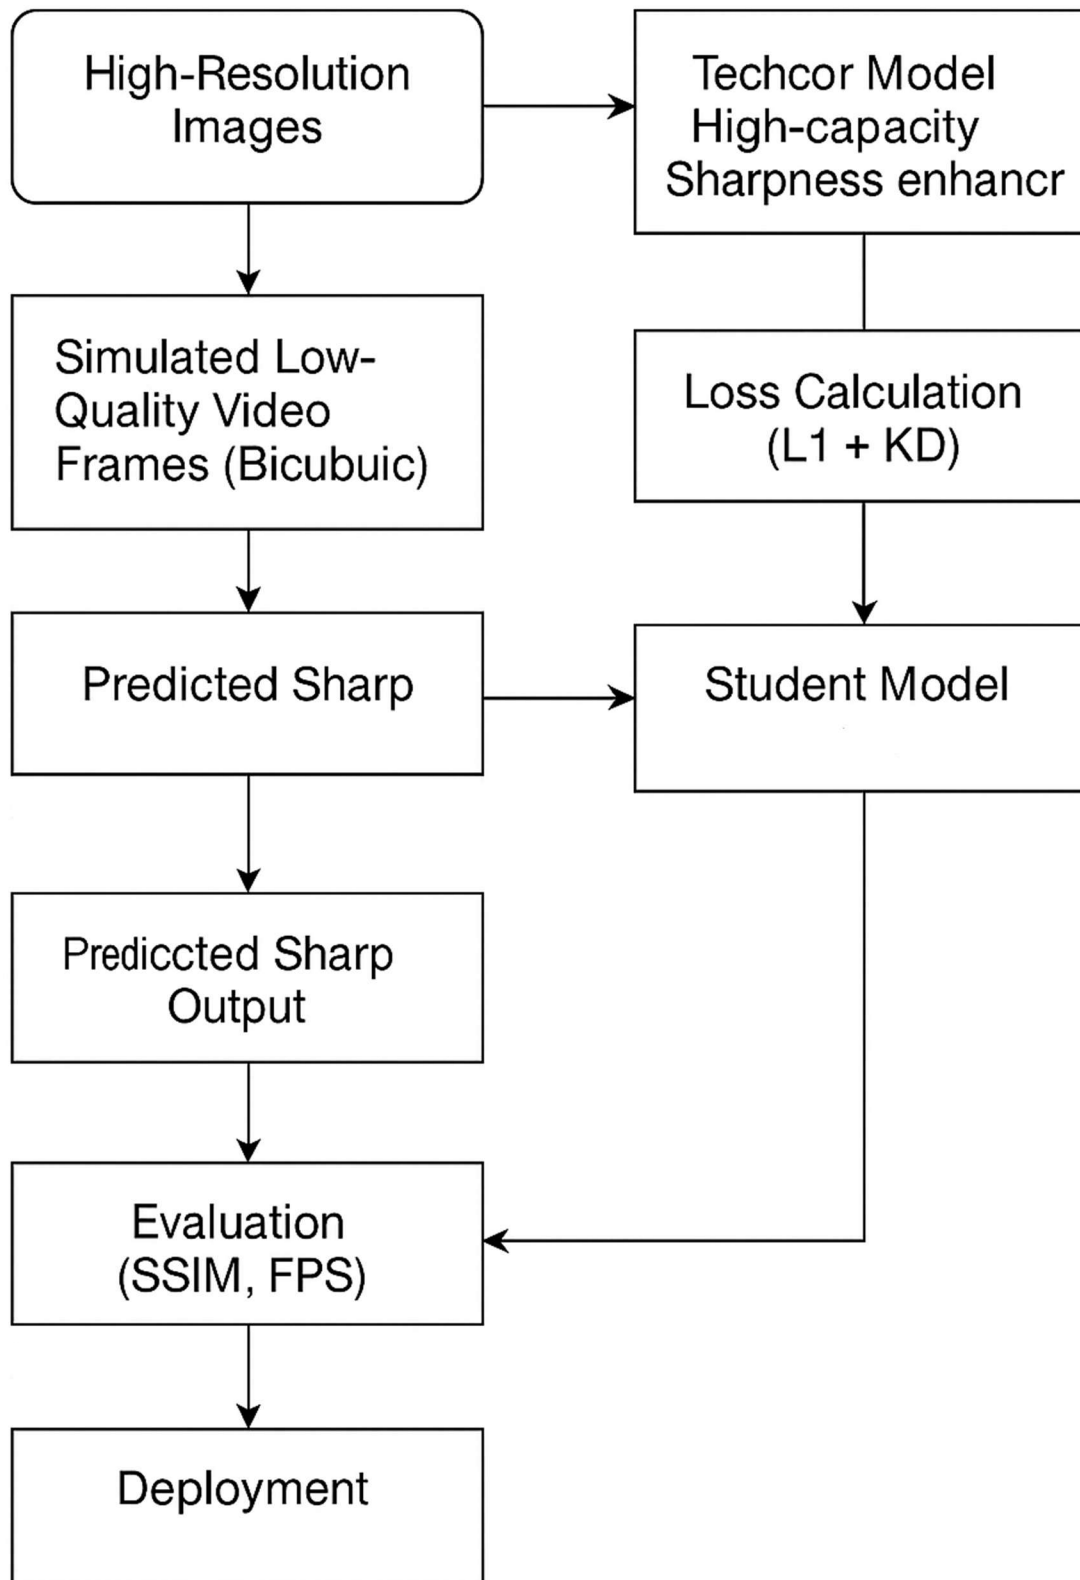 High-Resolution
Images
Techcor Model
High-capacity
Sharpness enhancr
Simulated Low-
Quality Video
Frames (Bicubuic)
Loss Calculation
(L1 + KD)
Predicted Sharp
Student Model
Prediccted Sharp
Output
Evaluation
(SSIM, FPS)
Deployment